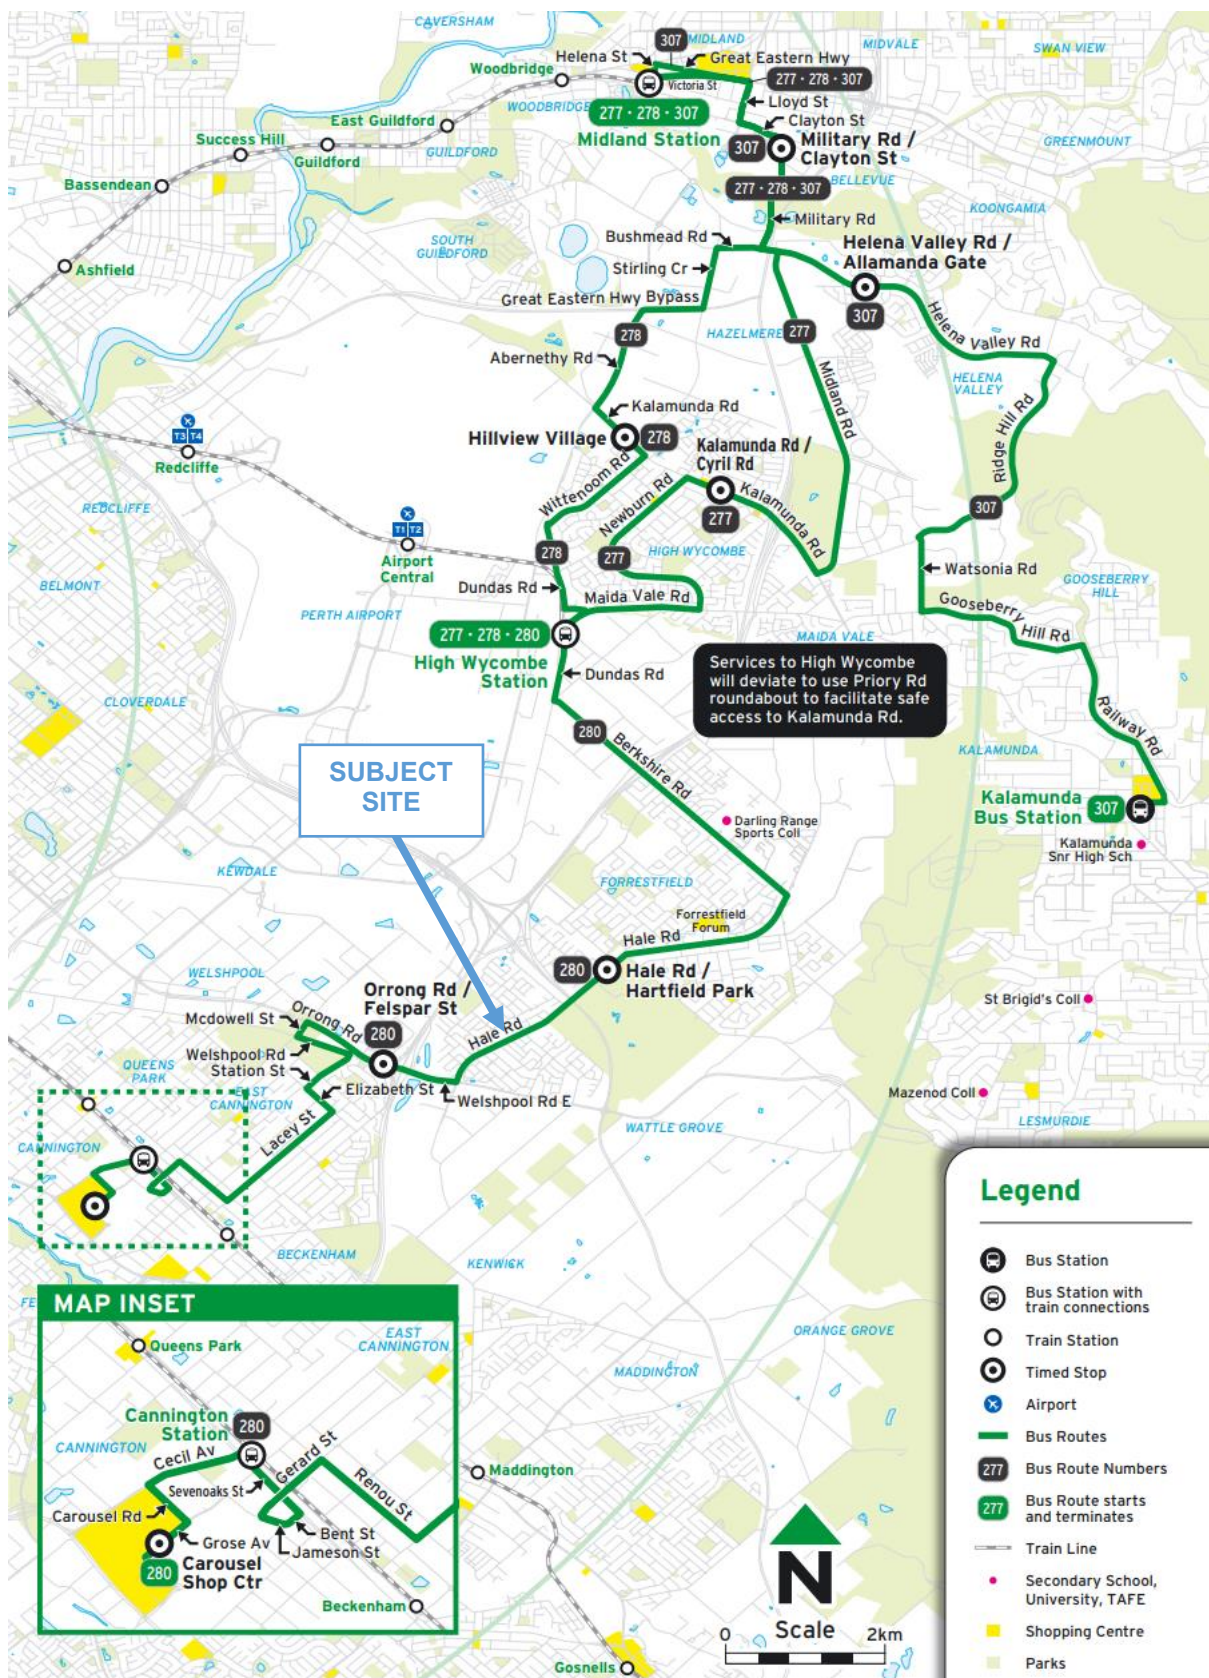 CAVERSHAM
307
MIDLAND
MIDVALE
SWAN VIEW
Helena St
Great Eastern Hwy
Woodbridge
Victoria St
277 · 278 · 307
WOODBRIDGE
Lloyd St
277 · 278 · 307
Clayton St
East Guildford
Midland Station
Success Hill
Guildford
GUILDFORD
307
Military Rd /
Clayton St
GREENMOUNT
Bassendean
BELLEVUE
277 · 278 · 307
KOONGAMIA
Military Rd
SOUTH
GUILDFORD
Bushmead Rd
Helena Valley Rd /
Allamanda Gate
Ashfield
Stirling Cr
Great Eastern Hwy Bypass
307
278
HAZELMERE
277
Helena Valley Rd
Abernethy Rd
Midland Rd
HELENA
VALLEY
Kalamunda Rd
Ridge Hill Rd
T3 T4
Redcliffe
Hillview Village
278
Kalamunda Rd /
Cyril Rd
Wittenoom Rd
Newburn Rd
Kalamunda Rd
REDCLIFFE
277
307
T1 T2
Airport
Central
278
277
HIGH WYCOMBE
Watsonia Rd
BELMONT
Dundas Rd
Maida Vale Rd
GOOSEBERRY
HILL
PERTH AIRPORT
Gooseberry
Hill Rd
277 · 278 · 280
MAIDA VALE
High Wycombe
Station
Dundas Rd
Services to High Wycombe
will deviate to use Priory Rd
roundabout to facilitate safe
access to Kalamunda Rd.
CLOVERDALE
280
Berkshire Rd
Railway Rd
KALAMUNDA
SUBJECT
SITE
Kalamunda
Bus Station
307
Darling Range
Sports Coll
Kalamunda
Snr High Sch
KEWDALE
FORRESTFIELD
Forrestfield
Forum
Hale Rd
WELSHPOOL
280
Hale Rd /
Hartfield Park
Orrong Rd /
Felspar St
St Brigid's Coll
Mcdowell St
Orrong Rd
280
Hale Rd
Welshpool Rd
Station St
QUEENS
PARK
EAST
CANNINGTON
Elizabeth St
Welshpool Rd E
Mazenod Coll
LESMURDIE
WATTLE GROVE
Lacey St
CANNINGTON
BECKENHAM
KENWICK
FE
ORANGE GROVE
MADDINGTON
MAP INSET
Queens Park
EAST
CANNINGTON
Cannington
Station
280
CANNINGTON
Cecil Av
Gerard St
Sevenoaks St
Renou St
Carousel Rd
Bent St
Grose Av
Jameson St
280
Carousel
Shop Ctr
Beckenham
Maddington
Gosnells
N
Scale
0
2km
Legend
Bus Station
Bus Station with
train connections
Train Station
Timed Stop
Airport
Bus Routes
277
Bus Route Numbers
277
Bus Route starts
and terminates
Train Line
Secondary School,
University, TAFE
Shopping Centre
Parks